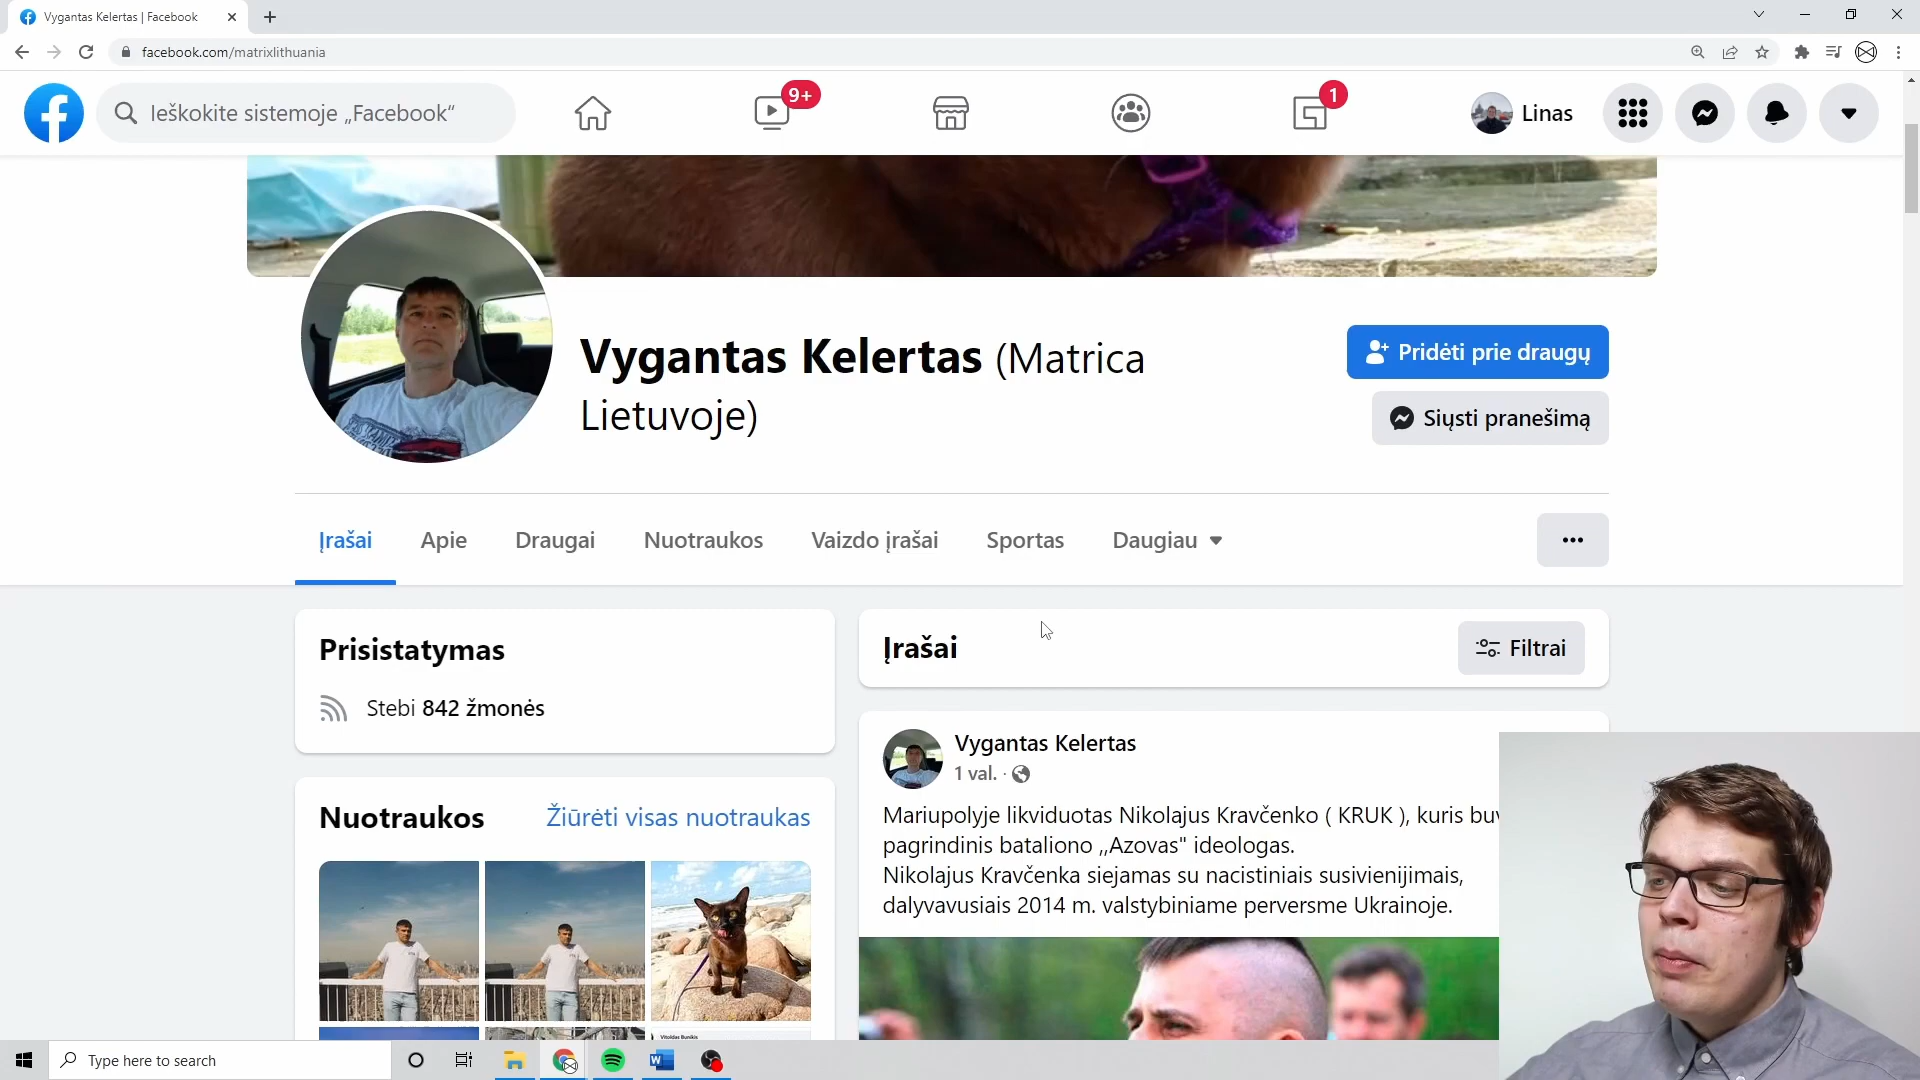 Vygantas Kelertas | Facebook
facebook.com/matrixlithuania
Ieškokite sistemoje „Facebook“
9+
1
Linas
Vygantas Kelertas (Matrica
Lietuvoje)
Pridėti prie draugų
Siųsti pranešimą
Įrašai
Apie
Draugai
Nuotraukos
Vaizdo įrašai
Sportas
Daugiau
Prisistatymas
Stebi 842 žmonės
Nuotraukos
Žiūrėti visas nuotraukas
Įrašai
Filtrai
Vygantas Kelertas
1 val. ·
Mariupolyje likviduotas Nikolajus Kravčenko ( KRUK ), kuris
pagrindinis bataliono ,,Azovas" ideologas.
Nikolajus Kravčenka siejamas su nacistiniais susivienijimais,
dalyvavusiais 2014 m. valstybiniame perversme Ukrainoje.
Vitoldas Bunikis
Type here to search